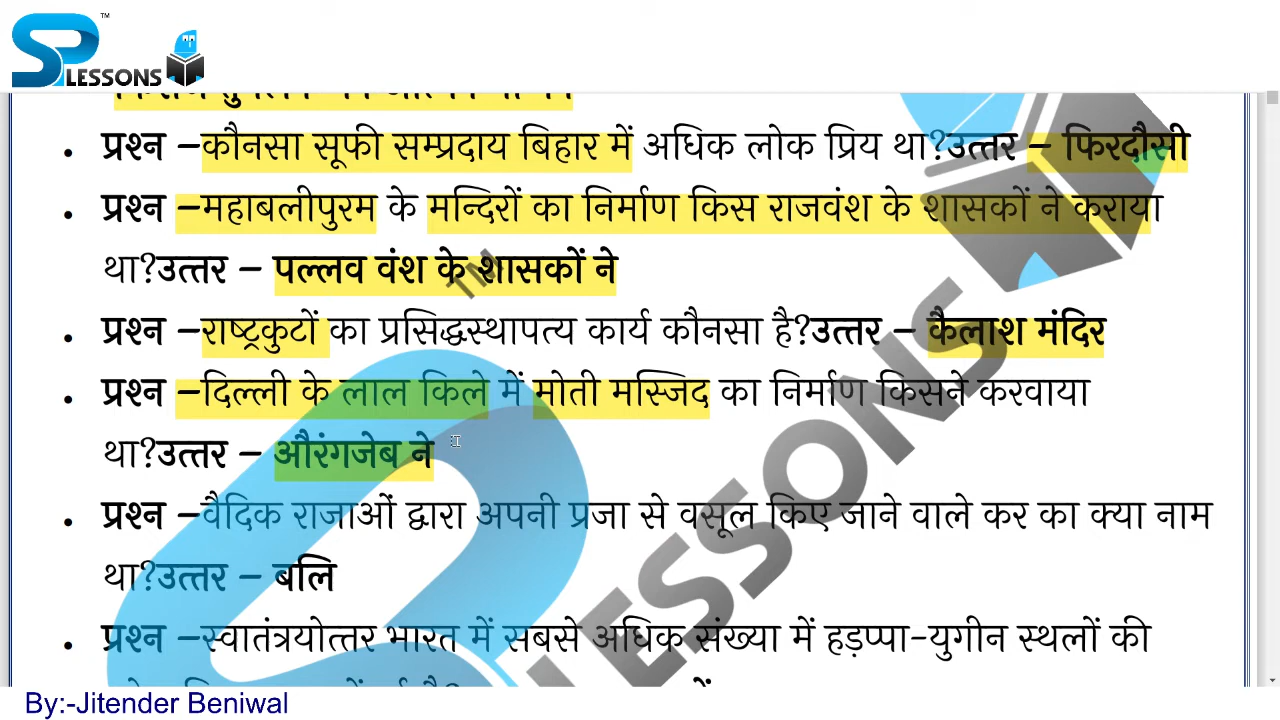 SP LESSONS ™
प्रश्न –कौनसा सूफी सम्प्रदाय बिहार में अधिक लोक प्रिय था?उत्तर – फिरदौसी
प्रश्न –महाबलीपुरम के मन्दिरों का निर्माण किस राजवंश के शासकों ने कराया
था?उत्तर – पल्लव वंश के शासकों ने
प्रश्न –राष्ट्रकुटों का प्रसिद्धस्थापत्य कार्य कौनसा है?उत्तर – कैलाश मंदिर
प्रश्न –दिल्ली के लाल किले में मोती मस्जिद का निर्माण किसने करवाया
था?उत्तर – औरंगजेब ने
प्रश्न –वैदिक राजाओं द्वारा अपनी प्रजा से वसूल किए जाने वाले कर का क्या नाम
था?उत्तर – बलि
प्रश्न –स्वातंत्रयोत्तर भारत में सबसे अधिक संख्या में हड़प्पा-युगीन स्थलों की
TM
LESSONS
By:-Jitender Beniwal